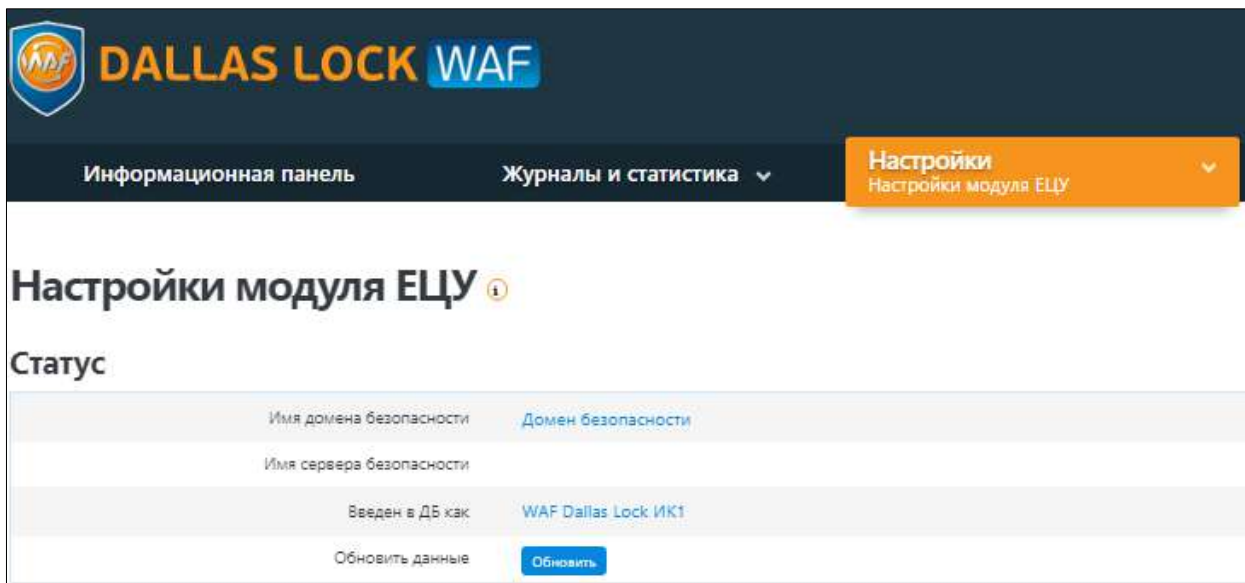 WAF
DALLAS LOCK WAF
Информационная панель
Журналы и статистика
Настройки
Настройки модуля ЕЦУ
Настройки модуля ЕЦУ i
Статус
Имя домена безопасности Домен безопасности
Имя сервера безопасности
Введен в ДБ как WAF Dallas Lock ИК1
Обновить данные Обновить